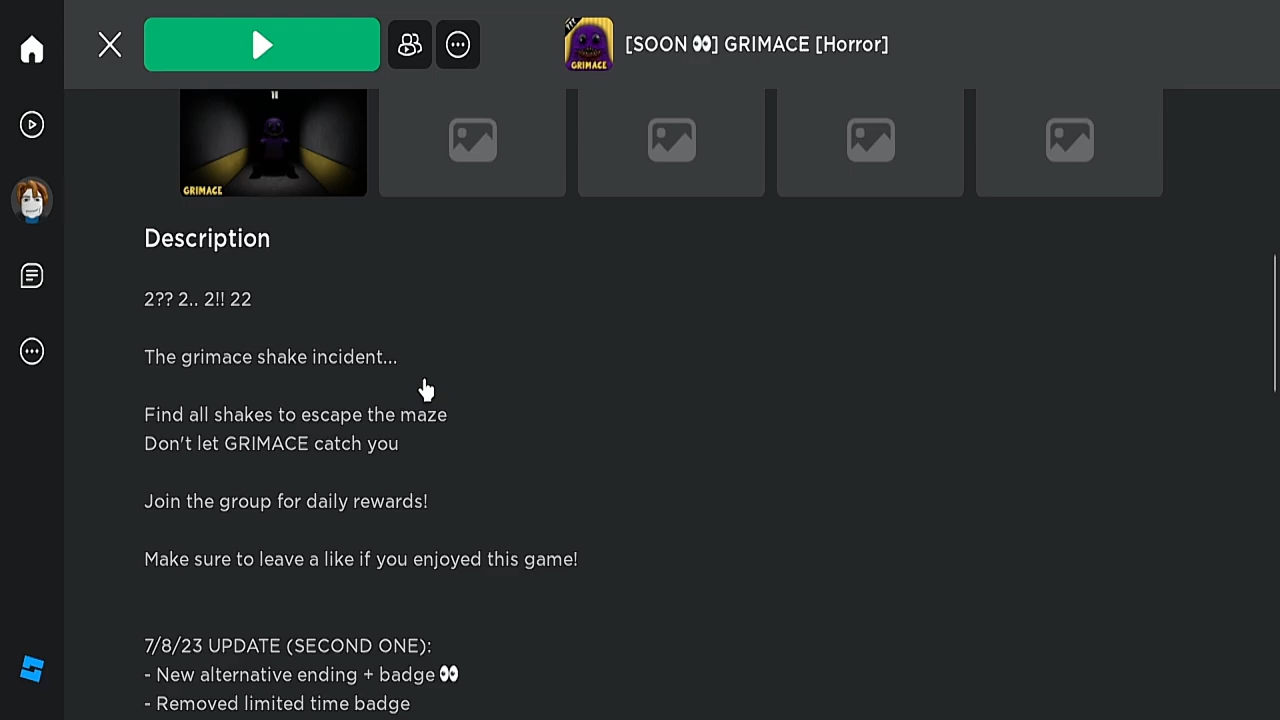 [SOON 👀] GRIMACE [Horror]
GRIMACE
GRIMACE
Description
2?? 2.. 2!! 22
The grimace shake incident...
Find all shakes to escape the maze
Don't let GRIMACE catch you
Join the group for daily rewards!
Make sure to leave a like if you enjoyed this game!
7/8/23 UPDATE (SECOND ONE):
- New alternative ending + badge 👀
- Removed limited time badge